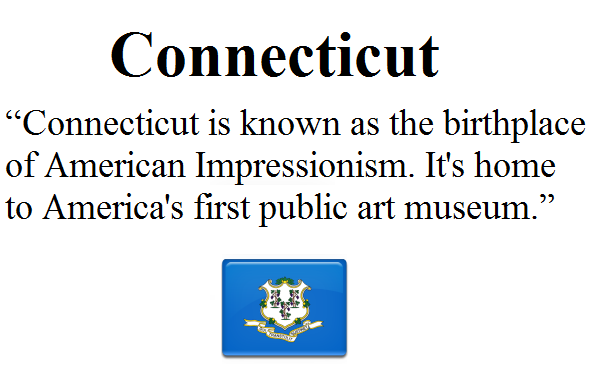 Connecticut
“Connecticut is known as the birthplace
of American Impressionism. It's home
to America's first public art museum.”